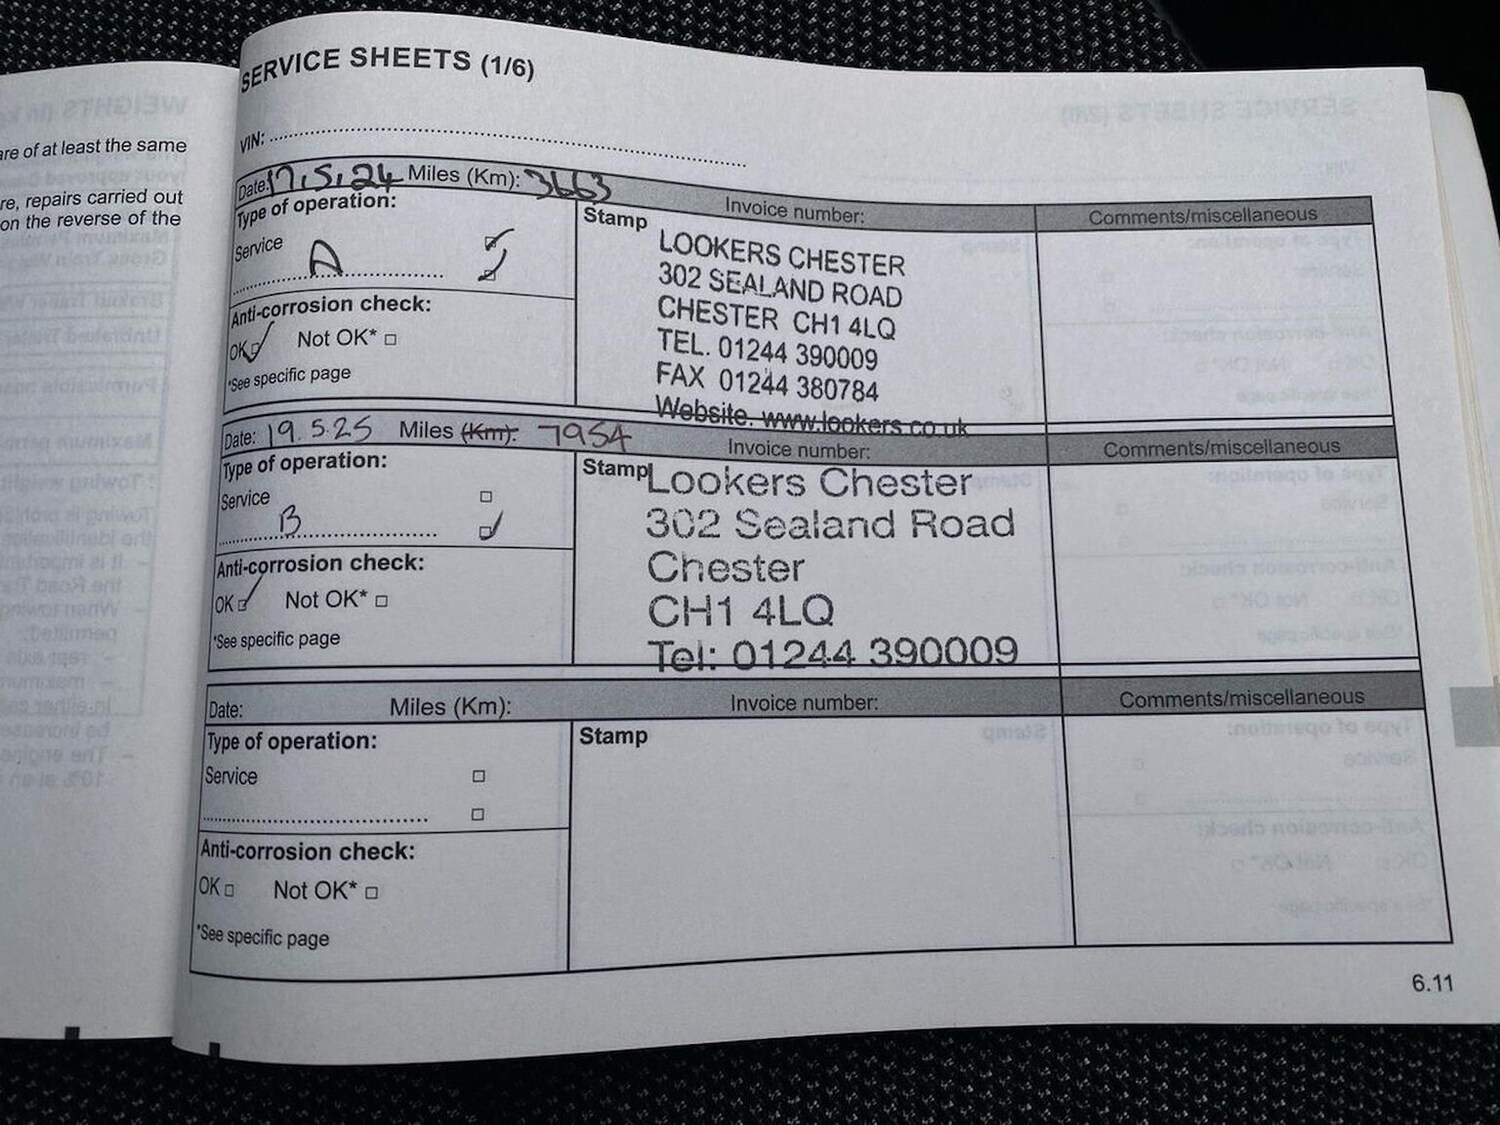 are of at least the same
re, repairs carried out
on the reverse of the
SERVICE SHEETS (1/6)
VIN:
Date: 17.5.24 Miles (Km): 3663 Invoice number: Comments/miscellaneous
Type of operation:
Service
A
Anti-corrosion check:
OK Not OK*
*See specific page
Stamp
LOOKERS CHESTER
302 SEALAND ROAD
CHESTER CH1 4LQ
TEL. 01244 390009
FAX 01244 380784
Website. www.lookers.co.uk
Date: 19.5.25 Miles (Km): 7954 Invoice number: Comments/miscellaneous
Type of operation:
Service
B
Anti-corrosion check:
OK Not OK*
*See specific page
Stamp
Lookers Chester
302 Sealand Road
Chester
CH1 4LQ
Tel: 01244 390009
Date: Miles (Km): Invoice number: Comments/miscellaneous
Type of operation:
Service
Anti-corrosion check:
OK Not OK*
*See specific page
Stamp
6.11